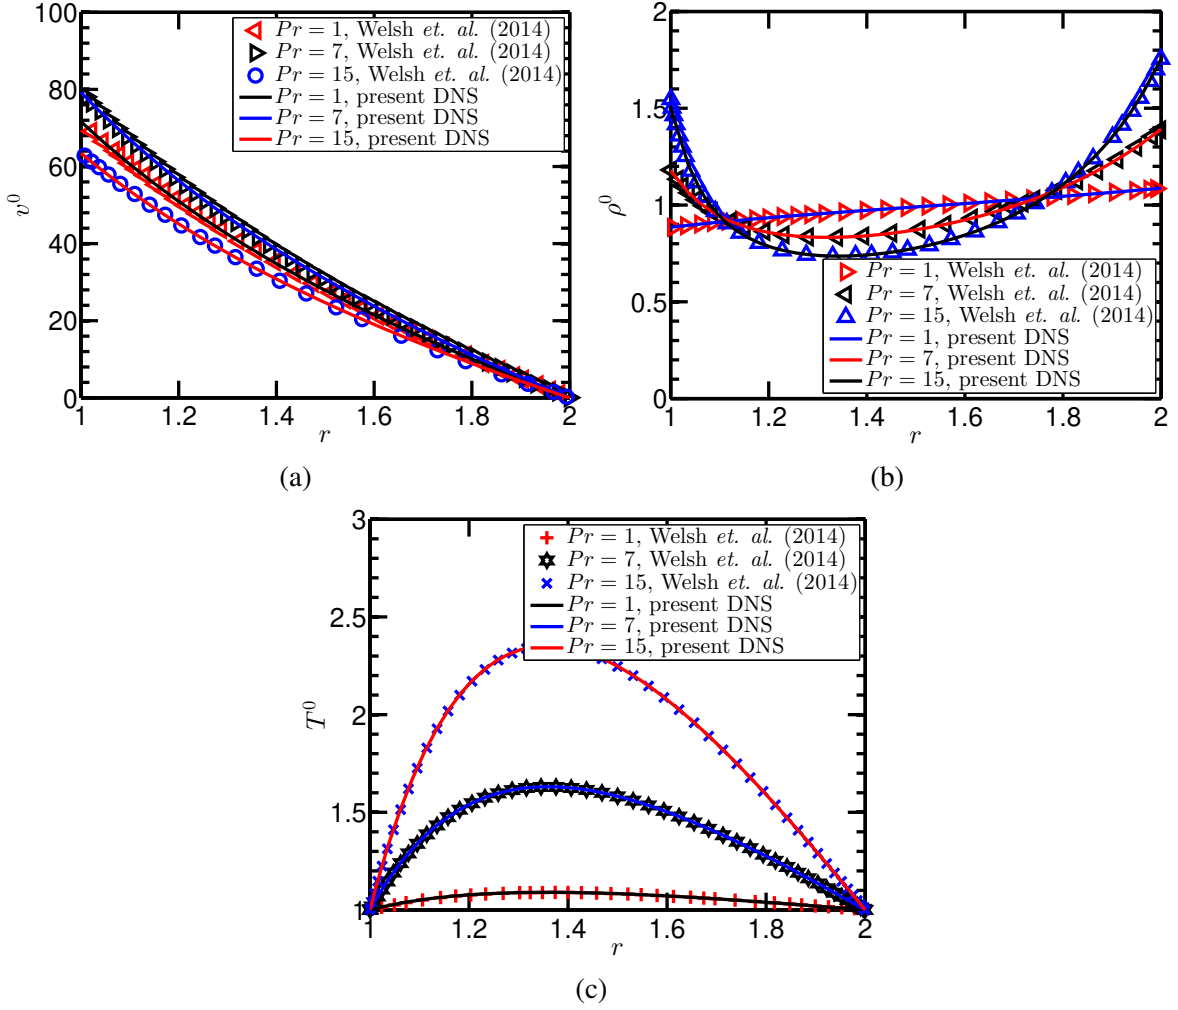 100
80
60
40
20
0
1
1.2
1.4
1.6
1.8
2
v⁰
r
Pr = 1, Welsh et. al. (2014)
Pr = 7, Welsh et. al. (2014)
Pr = 15, Welsh et. al. (2014)
Pr = 1, present DNS
Pr = 7, present DNS
Pr = 15, present DNS
(a)
2
1.5
1
0.5
0
1
1.2
1.4
1.6
1.8
2
ρ⁰
r
Pr = 1, Welsh et. al. (2014)
Pr = 7, Welsh et. al. (2014)
Pr = 15, Welsh et. al. (2014)
Pr = 1, present DNS
Pr = 7, present DNS
Pr = 15, present DNS
(b)
3
2.5
2
1.5
1
1
1.2
1.4
1.6
1.8
2
T⁰
r
Pr = 1, Welsh et. al. (2014)
Pr = 7, Welsh et. al. (2014)
Pr = 15, Welsh et. al. (2014)
Pr = 1, present DNS
Pr = 7, present DNS
Pr = 15, present DNS
(c)